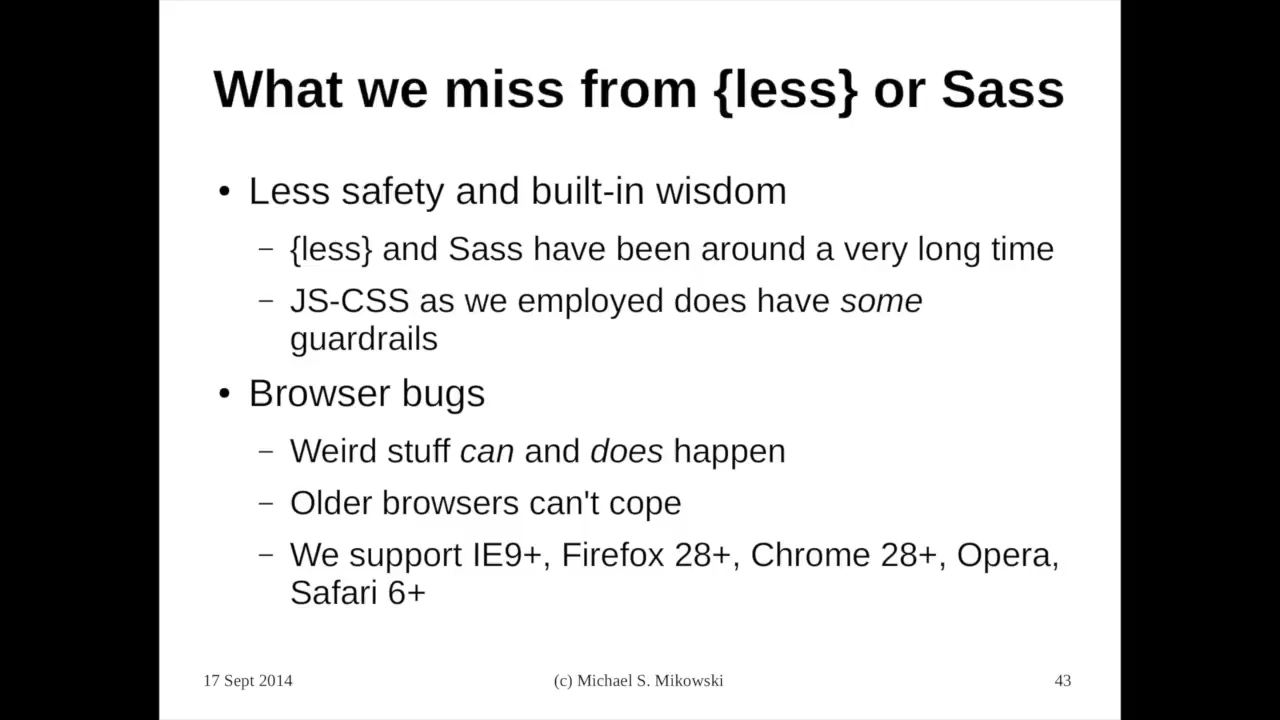 What we miss from {less} or Sass
• Less safety and built-in wisdom
– {less} and Sass have been around a very long time
– JS-CSS as we employed does have some
guardrails
• Browser bugs
– Weird stuff can and does happen
– Older browsers can't cope
– We support IE9+, Firefox 28+, Chrome 28+, Opera,
Safari 6+
17 Sept 2014
(c) Michael S. Mikowski
43